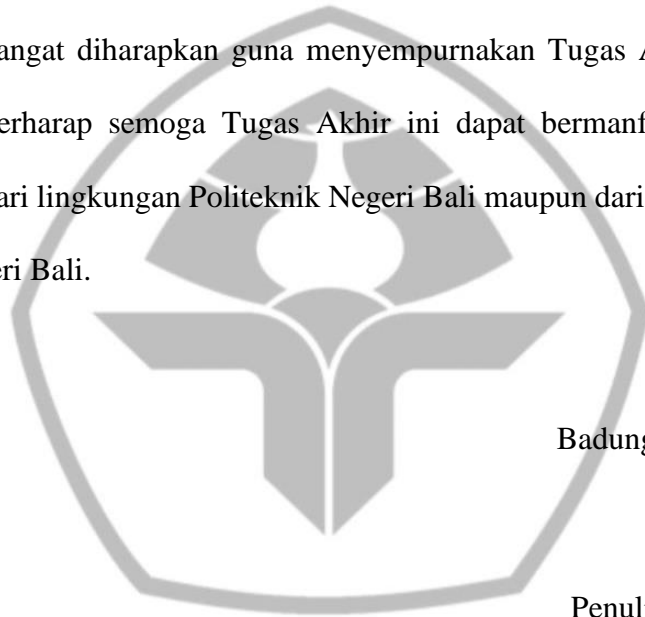 angat diharapkan guna menyempurnakan Tugas A
erharap semoga Tugas Akhir ini dapat bermanf
ari lingkungan Politeknik Negeri Bali maupun dari
eri Bali.
Badung
Penul